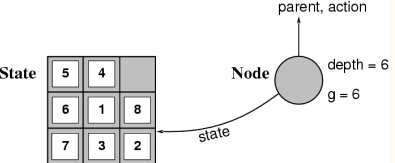 parent, action
State
5 4
Node
depth = 6
g = 6
6 1 8
state
7 3 2